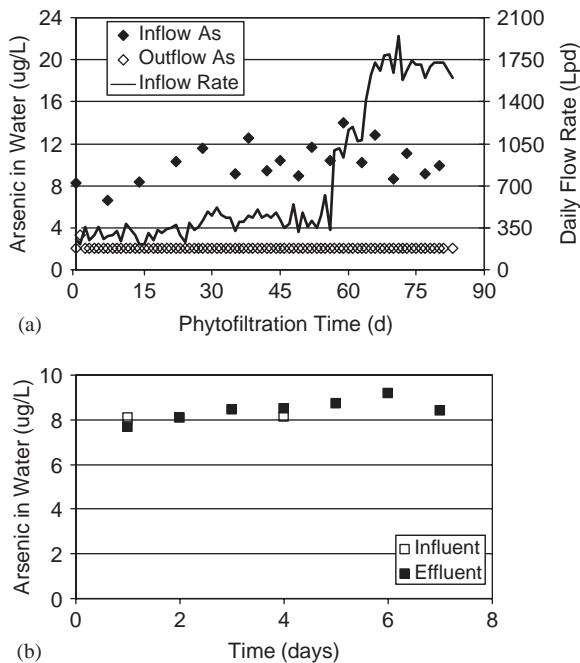 24
20
16
12
8
4
0
Arsenic in Water (ug/L)
Inflow As
Outflow As
Inflow Rate
2100
1750
1400
1050
700
350
0
Daily Flow Rate (Lpd)
0 15 30 45 60 75 90
(a) Phytofiltration Time (d)
10
8
6
4
2
0
Arsenic in Water (ug/L)
Influent
Effluent
0 2 4 6 8
(b) Time (days)